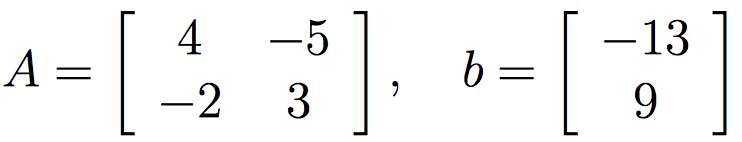 A = [ 4 −5
−2 3 ], b = [ −13
9 ]